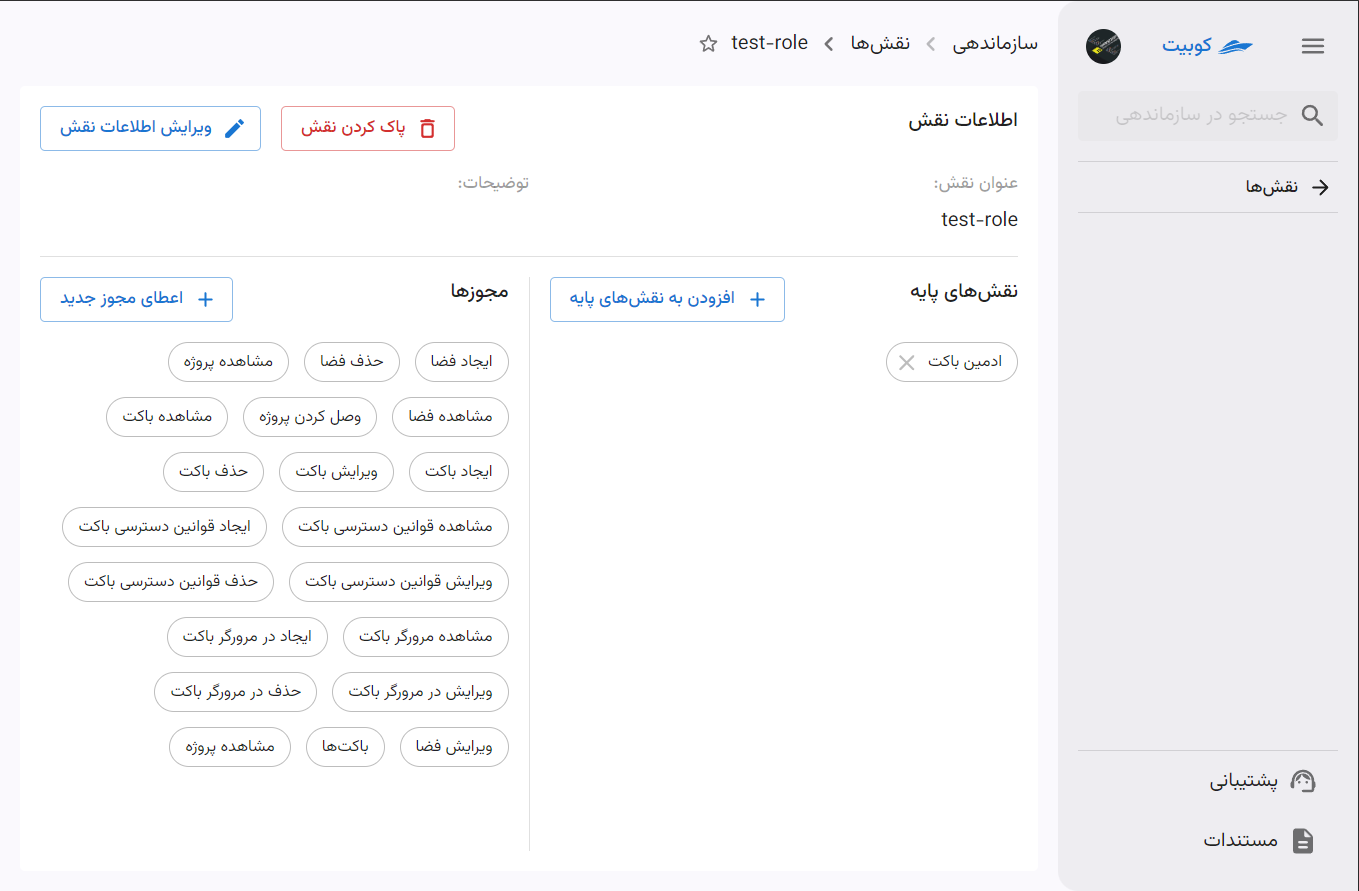 کوبیت
جستجو در سازماندهی
نقش‌ها
پشتیبانی
مستندات
سازماندهی
نقش‌ها
test-role
اطلاعات نقش
پاک کردن نقش
ویرایش اطلاعات نقش
عنوان نقش:
test-role
توضیحات:
نقش‌های پایه
افزودن به نقش‌های پایه
ادمین باکت
مجوزها
اعطای مجوز جدید
ایجاد فضا حذف فضا مشاهده پروژه
مشاهده فضا وصل کردن پروژه مشاهده باکت
ایجاد باکت ویرایش باکت حذف باکت
مشاهده قوانین دسترسی باکت ایجاد قوانین دسترسی باکت
ویرایش قوانین دسترسی باکت حذف قوانین دسترسی باکت
مشاهده مرورگر باکت ایجاد در مرورگر باکت
ویرایش در مرورگر باکت حذف در مرورگر باکت
ویرایش فضا باکت‌ها مشاهده پروژه